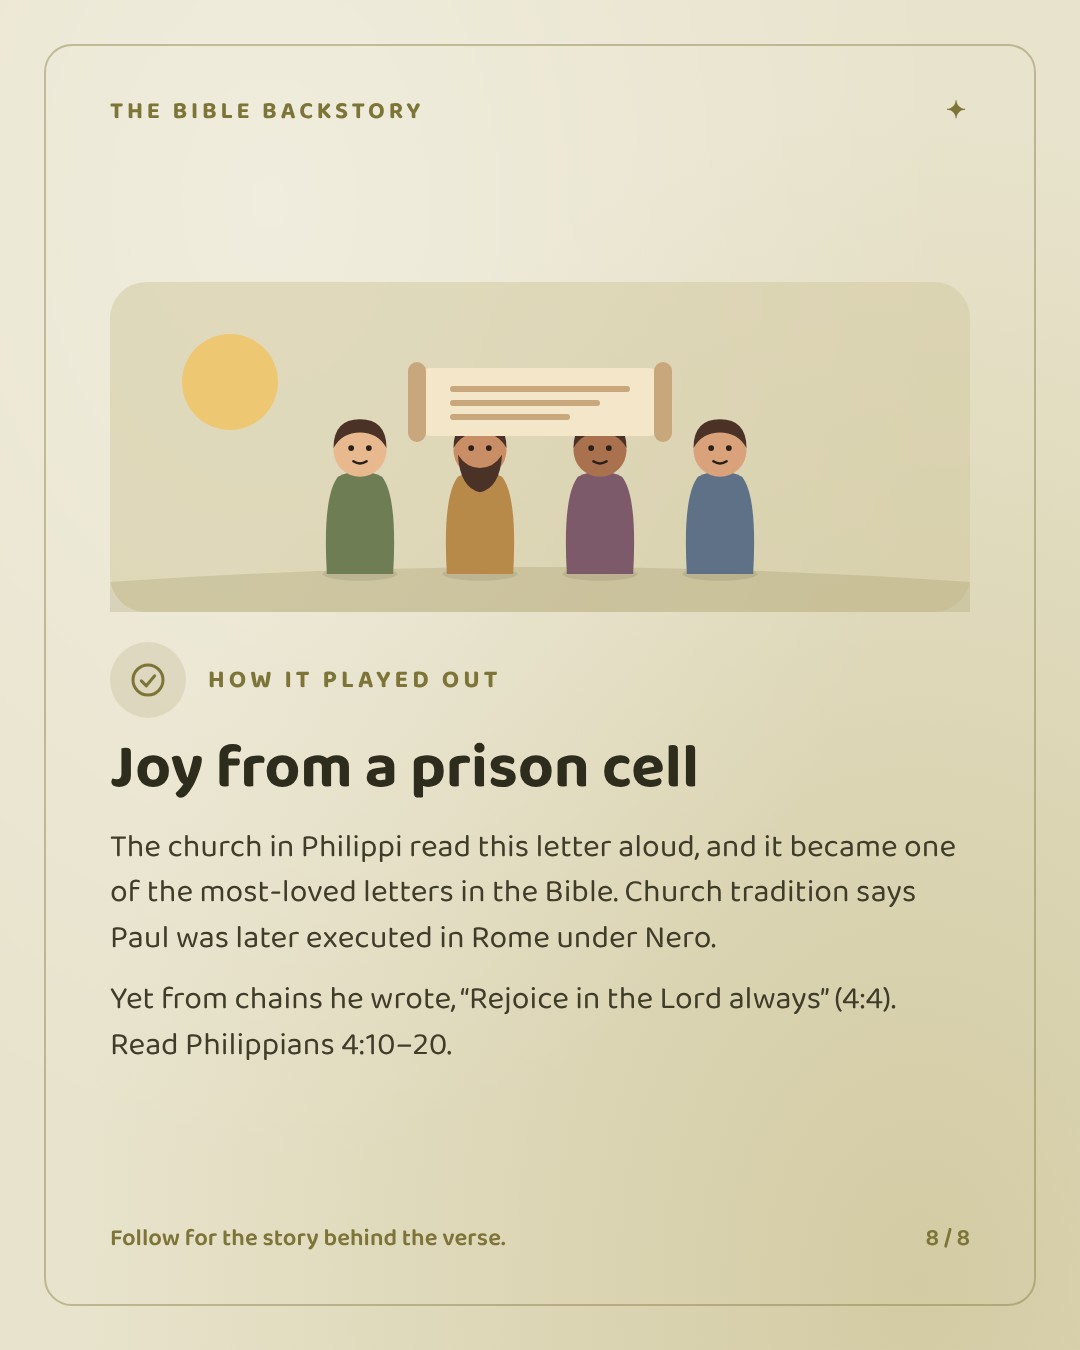 THE BIBLE BACKSTORY
HOW IT PLAYED OUT
Joy from a prison cell
The church in Philippi read this letter aloud, and it became one
of the most-loved letters in the Bible. Church tradition says
Paul was later executed in Rome under Nero.
Yet from chains he wrote, “Rejoice in the Lord always” (4:4).
Read Philippians 4:10–20.
Follow for the story behind the verse.
8 / 8